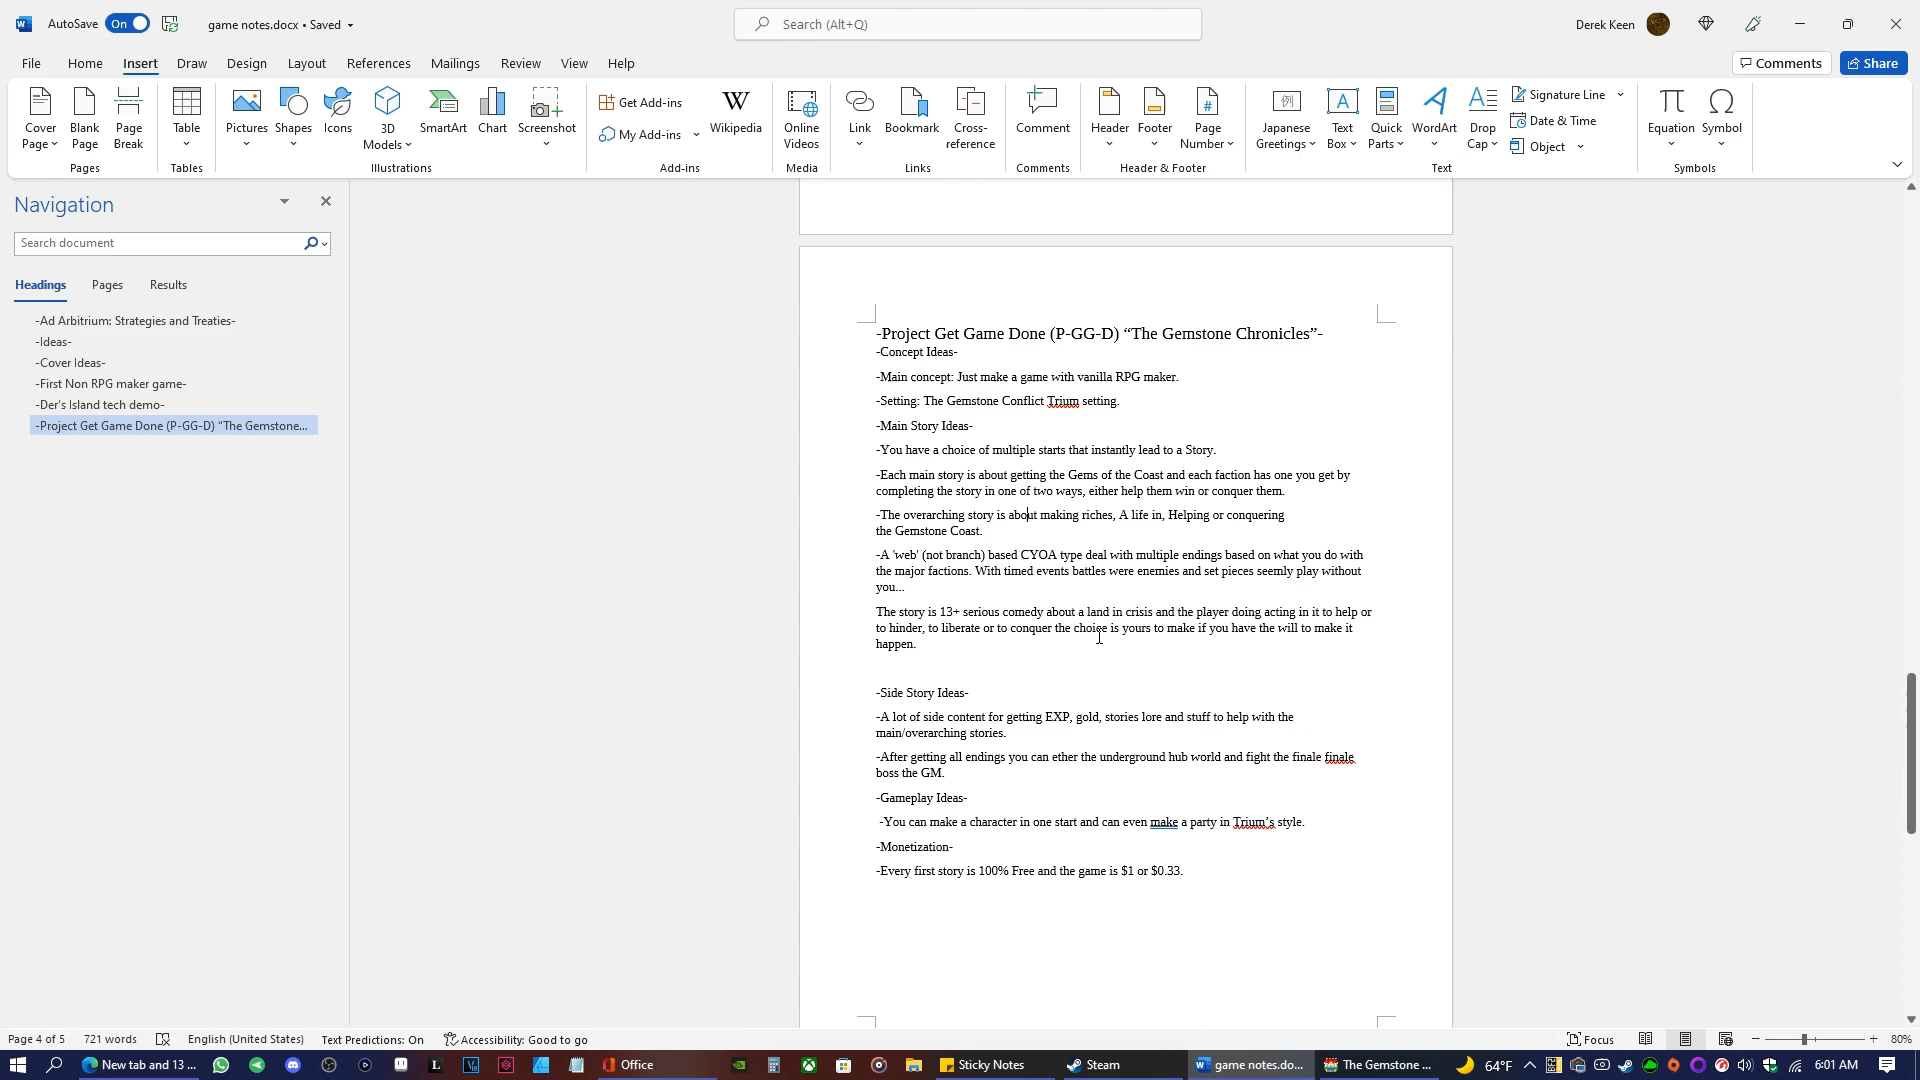 AutoSave On game notes.docx • Saved
Search (Alt+Q)
Derek Keen
File Home Insert Draw Design Layout References Mailings Review View Help
Comments Share
Cover Page
Blank Page
Page Break
Pages
Table
Tables
Pictures
Shapes
Icons
3D Models
SmartArt
Chart
Screenshot
Illustrations
Get Add-ins
My Add-ins
W
Wikipedia
Add-ins
Online Videos
Media
Link
Bookmark
Cross-reference
Links
Comment
Comments
Header
Footer
Page Number
Header & Footer
Japanese Greetings
Text Box
Quick Parts
WordArt
Drop Cap
Signature Line
Date & Time
Object
Text
Equation
Symbol
Symbols
Navigation
Search document
Headings Pages Results
-Ad Arbitrium: Strategies and Treaties-
-Ideas-
-Cover Ideas-
-First Non RPG maker game-
-Der's Island tech demo-
-Project Get Game Done (P-GG-D) “The Gemstone...
-Project Get Game Done (P-GG-D) “The Gemstone Chronicles”-
-Concept Ideas-
-Main concept: Just make a game with vanilla RPG maker.
-Setting: The Gemstone Conflict Trium setting.
-Main Story Ideas-
-You have a choice of multiple starts that instantly lead to a Story.
-Each main story is about getting the Gems of the Coast and each faction has one you get by
completing the story in one of two ways, either help them win or conquer them.
-The overarching story is about making riches, A life in, Helping or conquering
the Gemstone Coast.
-A 'web' (not branch) based CYOA type deal with multiple endings based on what you do with
the major factions. With timed events battles were enemies and set pieces seemly play without
you...
The story is 13+ serious comedy about a land in crisis and the player doing acting in it to help or
to hinder, to liberate or to conquer the choice is yours to make if you have the will to make it
happen.
-Side Story Ideas-
-A lot of side content for getting EXP, gold, stories lore and stuff to help with the
main/overarching stories.
-After getting all endings you can ether the underground hub world and fight the finale finale
boss the GM.
-Gameplay Ideas-
-You can make a character in one start and can even make a party in Trium’s style.
-Monetization-
-Every first story is 100% Free and the game is $1 or $0.33.
Page 4 of 5 721 words English (United States) Text Predictions: On Accessibility: Good to go
Focus 80%
New tab and 13 ... Office Sticky Notes Steam game notes.do... The Gemstone ... 64°F 6:01 AM